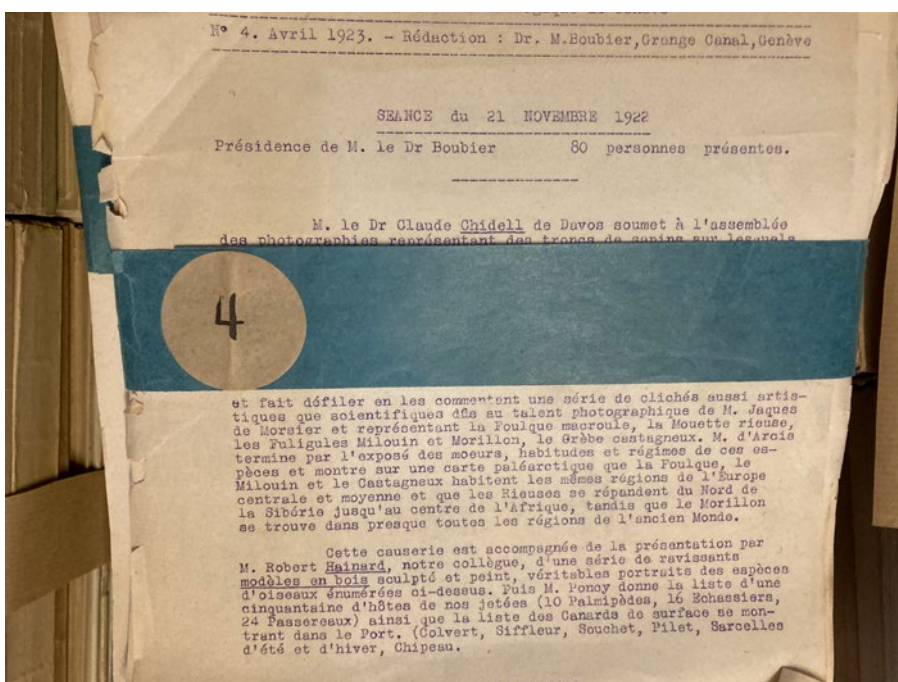 N° 4. Avril 1923. - Rédaction : Dr. M.Boubier,Grange Canal,Genève
SEANCE du 21 NOVEMBRE 1922
Présidence de M. le Dr Boubier 80 personnes présentes.
M. le Dr Claude Chidell de Davos soumet à l'assemblée
des photographies représentant des troncs de sapins sur lesquels
4
et fait défiler en les commentant une série de clichés aussi artis-
tiques que scientifiques dûs au talent photographique de M. Jaques
de Morsier et représentant la Foulque macroule, la Mouette rieuse,
les Fuligules Milouin et Morillon, le Grèbe castagneux. M. d'Arcis
termine par l'exposé des moeurs, habitudes et régimes de ces es-
pèces et montre sur une carte paléarctique que la Foulque, le
Milouin et le Castagneux habitent les mêmes régions de l'Europe
centrale et moyenne et que les Rieuses se répandent du Nord de
la Sibérie jusqu'au centre de l'Afrique, tandis que le Morillon
se trouve dans presque toutes les régions de l'ancien Monde.
Cette causerie est accompagnée de la présentation par
M. Robert Hainard, notre collègue, d'une série de ravissants
modèles en bois sculpté et peint, véritables portraits des espèces
d'oiseaux énumérées ci-dessus. Puis M. Poncy donne la liste d'une
cinquantaine d'hôtes de nos jetées (10 Palmipèdes, 16 Echassiers,
24 Passereaux) ainsi que la liste des Canards de surface se mon-
trant dans le Port. (Colvert, Siffleur, Souchet, Pilet, Sarcelles
d'été et d'hiver, Chipeau.